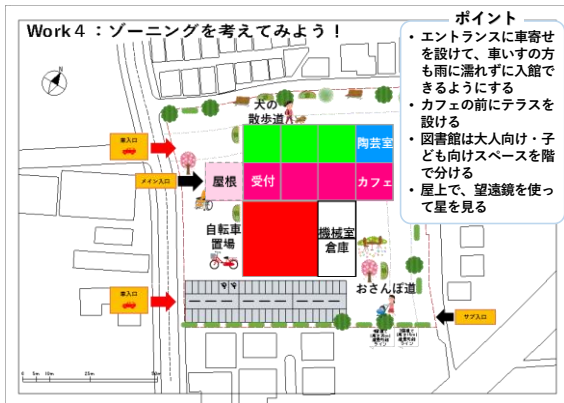 Work４：ゾーニングを考えてみよう！
ポイント
• エントランスに車寄せ
を設けて、車いすの方
も雨に濡れずに入館で
きるようにする
• カフェの前にテラスを
設ける
• 図書館は大人向け・子
ども向けスペースを階
で分ける
• 屋上で、望遠鏡を使っ
て星を見る
犬の
散歩道
陶芸室
車入口
メイン入口
屋根
受付
カフェ
自転車
置場
機械室
倉庫
おさんぽ道
車入口
サブ入口